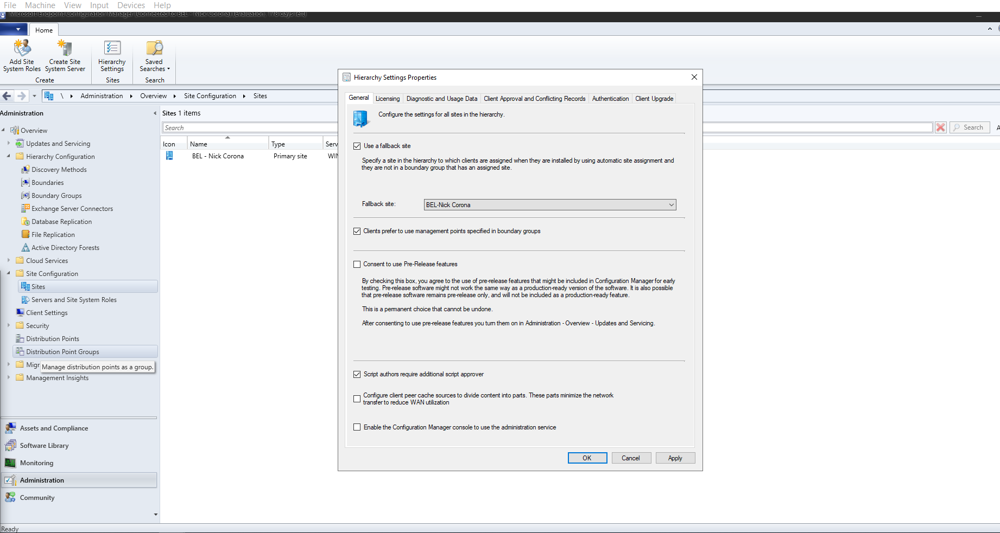 File Machine View Input Devices Help
Microsoft Endpoint Configuration Manager (Connected to BEL - Nick Corona) (Evaluation, 178 days left)
Home
Add Site System Roles
Create Site System Server
Hierarchy Settings
Saved Searches
Create
Sites
Search
\ Administration Overview Site Configuration Sites
Administration
Overview
Updates and Servicing
Hierarchy Configuration
Discovery Methods
Boundaries
Boundary Groups
Exchange Server Connectors
Database Replication
File Replication
Active Directory Forests
Cloud Services
Site Configuration
Sites
Servers and Site System Roles
Client Settings
Security
Distribution Points
Distribution Point Groups
Migr
Manage distribution points as a group.
Management Insights
Assets and Compliance
Software Library
Monitoring
Administration
Community
Ready
Sites 1 items
Search
Search
A
Icon Name Type Serv
BEL - Nick Corona Primary site WIN
Hierarchy Settings Properties
General Licensing Diagnostic and Usage Data Client Approval and Conflicting Records Authentication Client Upgrade
Configure the settings for all sites in the hierarchy.
Use a fallback site
Specify a site in the hierarchy to which clients are assigned when they are installed by using automatic site assignment and
they are not in a boundary group that has an assigned site.
Fallback site: BEL-Nick Corona
Clients prefer to use management points specified in boundary groups
Consent to use Pre-Release features
By checking this box, you agree to the use of pre-release features that might be included in Configuration Manager for early
testing. Pre-release software might not work the same way as a production-ready version of the software. It is also possible
that pre-release software remains pre-release only, and will not be included as a production-ready feature.
This is a permanent choice that cannot be undone.
After consenting to use pre-release features you turn them on in Administration - Overview - Updates and Servicing.
Script authors require additional script approver
Configure client peer cache sources to divide content into parts. These parts minimize the network
transfer to reduce WAN utilization
Enable the Configuration Manager console to use the administration service
OK Cancel Apply